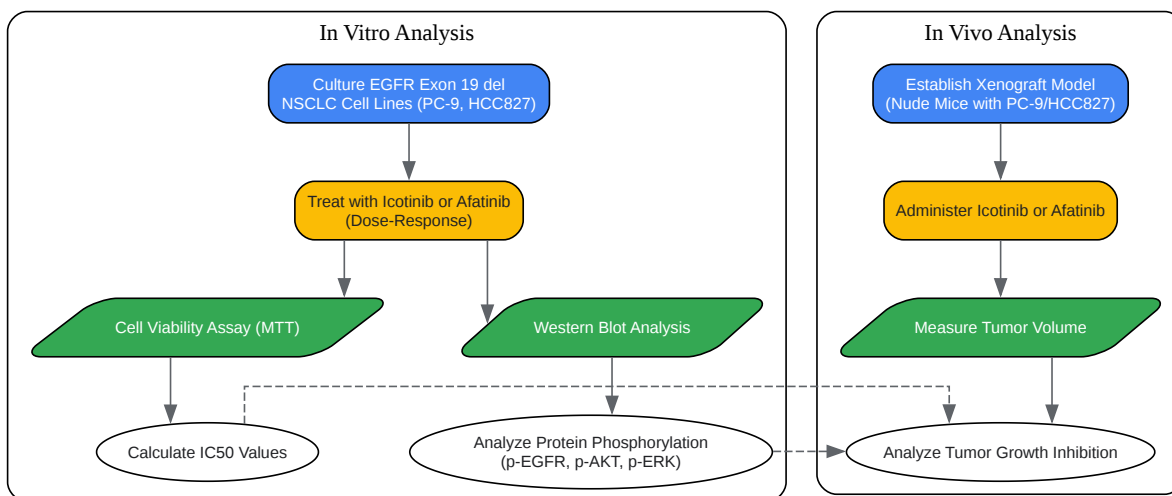 In Vitro Analysis
Culture EGFR Exon 19 del
NSCLC Cell Lines (PC-9, HCC827)
Treat with Icotinib or Afatinib
(Dose-Response)
Cell Viability Assay (MTT)
Western Blot Analysis
Calculate IC50 Values
Analyze Protein Phosphorylation
(p-EGFR, p-AKT, p-ERK)
In Vivo Analysis
Establish Xenograft Model
(Nude Mice with PC-9/HCC827)
Administer Icotinib or Afatinib
Measure Tumor Volume
Analyze Tumor Growth Inhibition